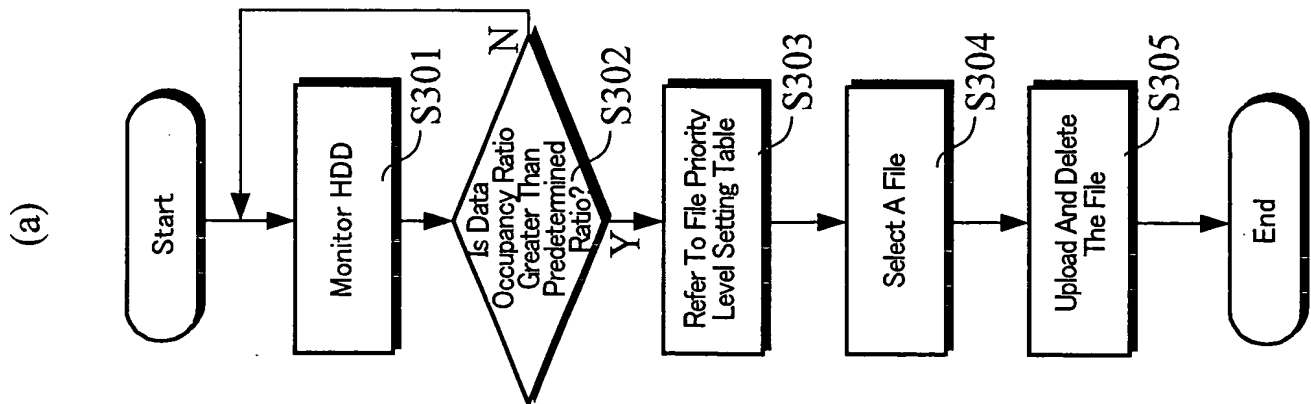 (a)
Start
Monitor HDD
S301
Is Data
Occupancy Ratio
Greater Than
Predetermined
Ratio?
S302
N
Y
Refer To File Priority
Level Setting Table
S303
Select A File
S304
Upload And Delete
The File
S305
End